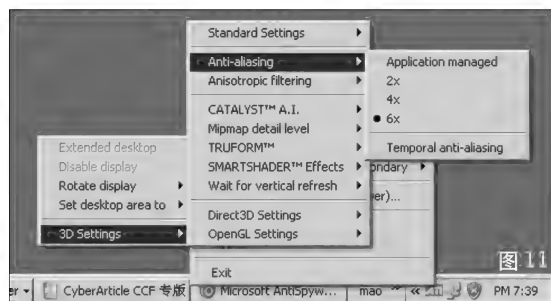 Standard Settings
Anti-aliasing
Anisotropic filtering
CATALYST™ A.I.
Mipmap detail level
TRUFORM™
SMARTSHADER™ Effects
Wait for vertical refresh
Direct3D Settings
OpenGL Settings
Application managed
2x
4x
6x
Temporal anti-aliasing
Extended desktop
Disable display
Rotate display
Set desktop area to
3D Settings
ondary
er)...
Exit
图 11
er
CyberArticle CCF 专版
Microsoft AntiSpyw...
mao
PM 7:39